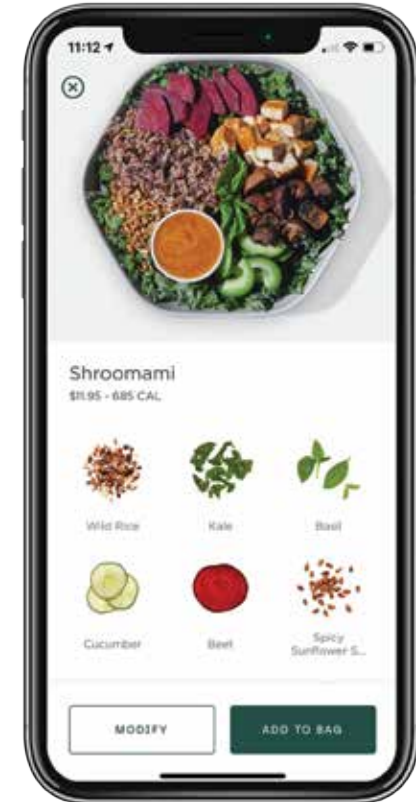 11:12
Shroomami
$11.95 - 685 CAL
Wild Rice
Kale
Basil
Cucumber
Beet
Spicy
Sunflower S...
MODIFY
ADD TO BAG